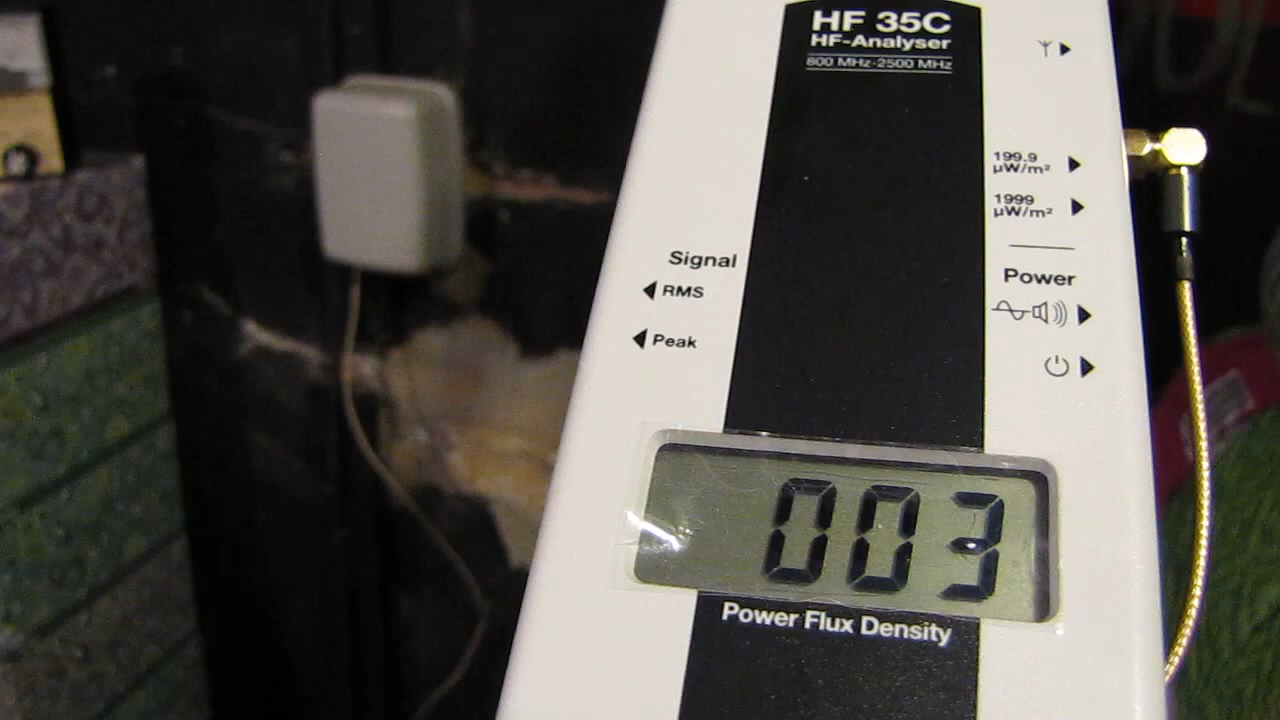 HF 35C
HF-Analyser
800 MHz-2500 MHz
199.9
µW/m²
1999
µW/m²
Signal
Power
RMS
Peak
003
Power Flux Density